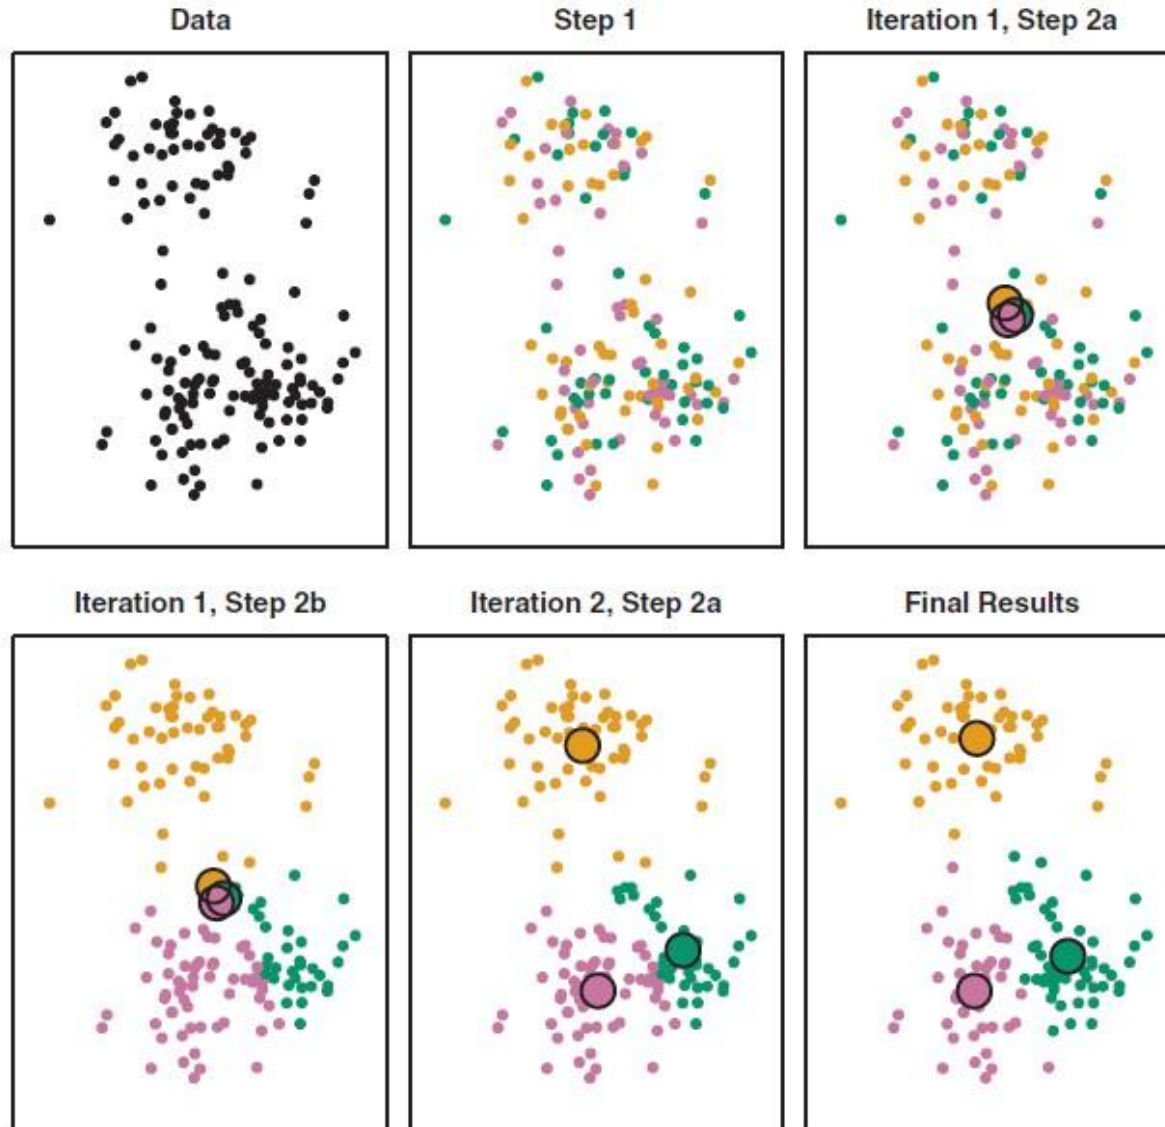 Data
Step 1
Iteration 1, Step 2a
Iteration 1, Step 2b
Iteration 2, Step 2a
Final Results